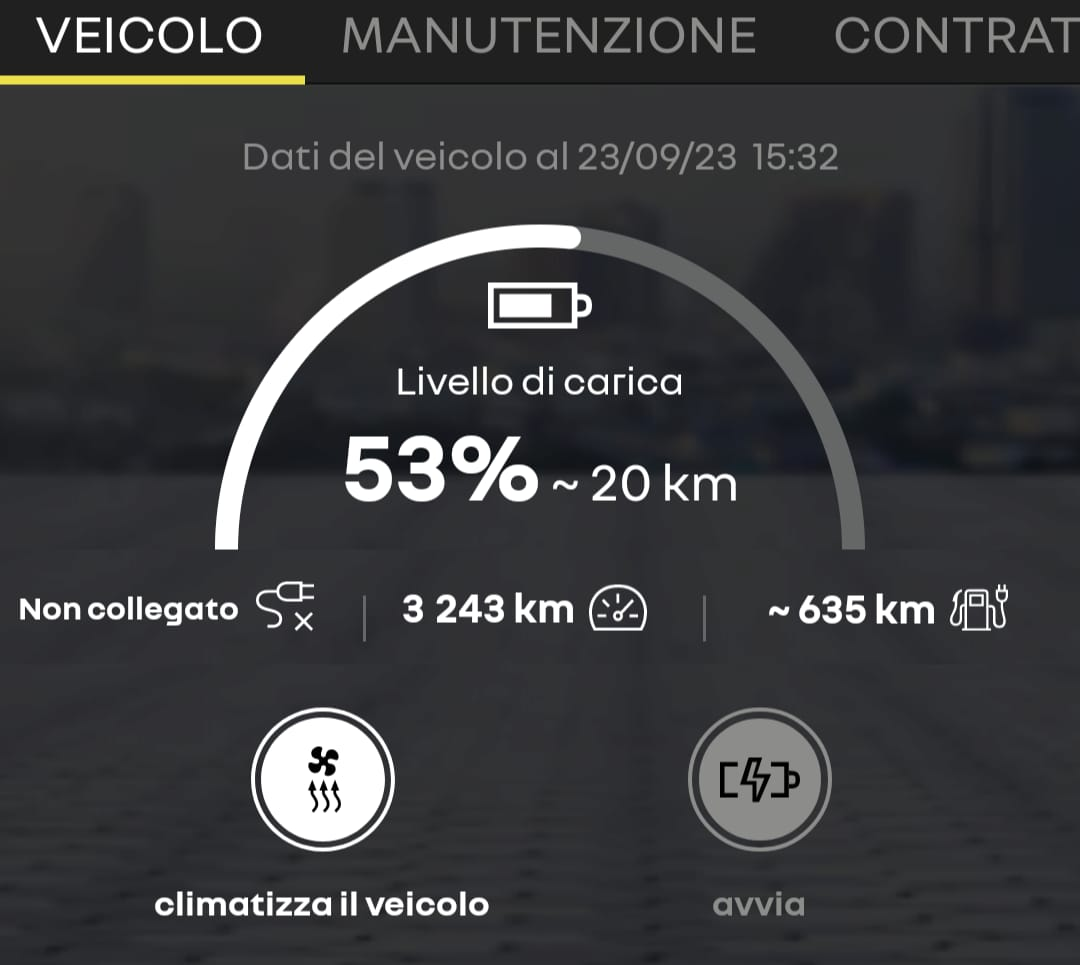 VEICOLO MANUTENZIONE CONTRAT
Dati del veicolo al 23/09/23 15:32
Livello di carica
53% ~ 20 km
Non collegato 3 243 km ~ 635 km
climatizza il veicolo avvia